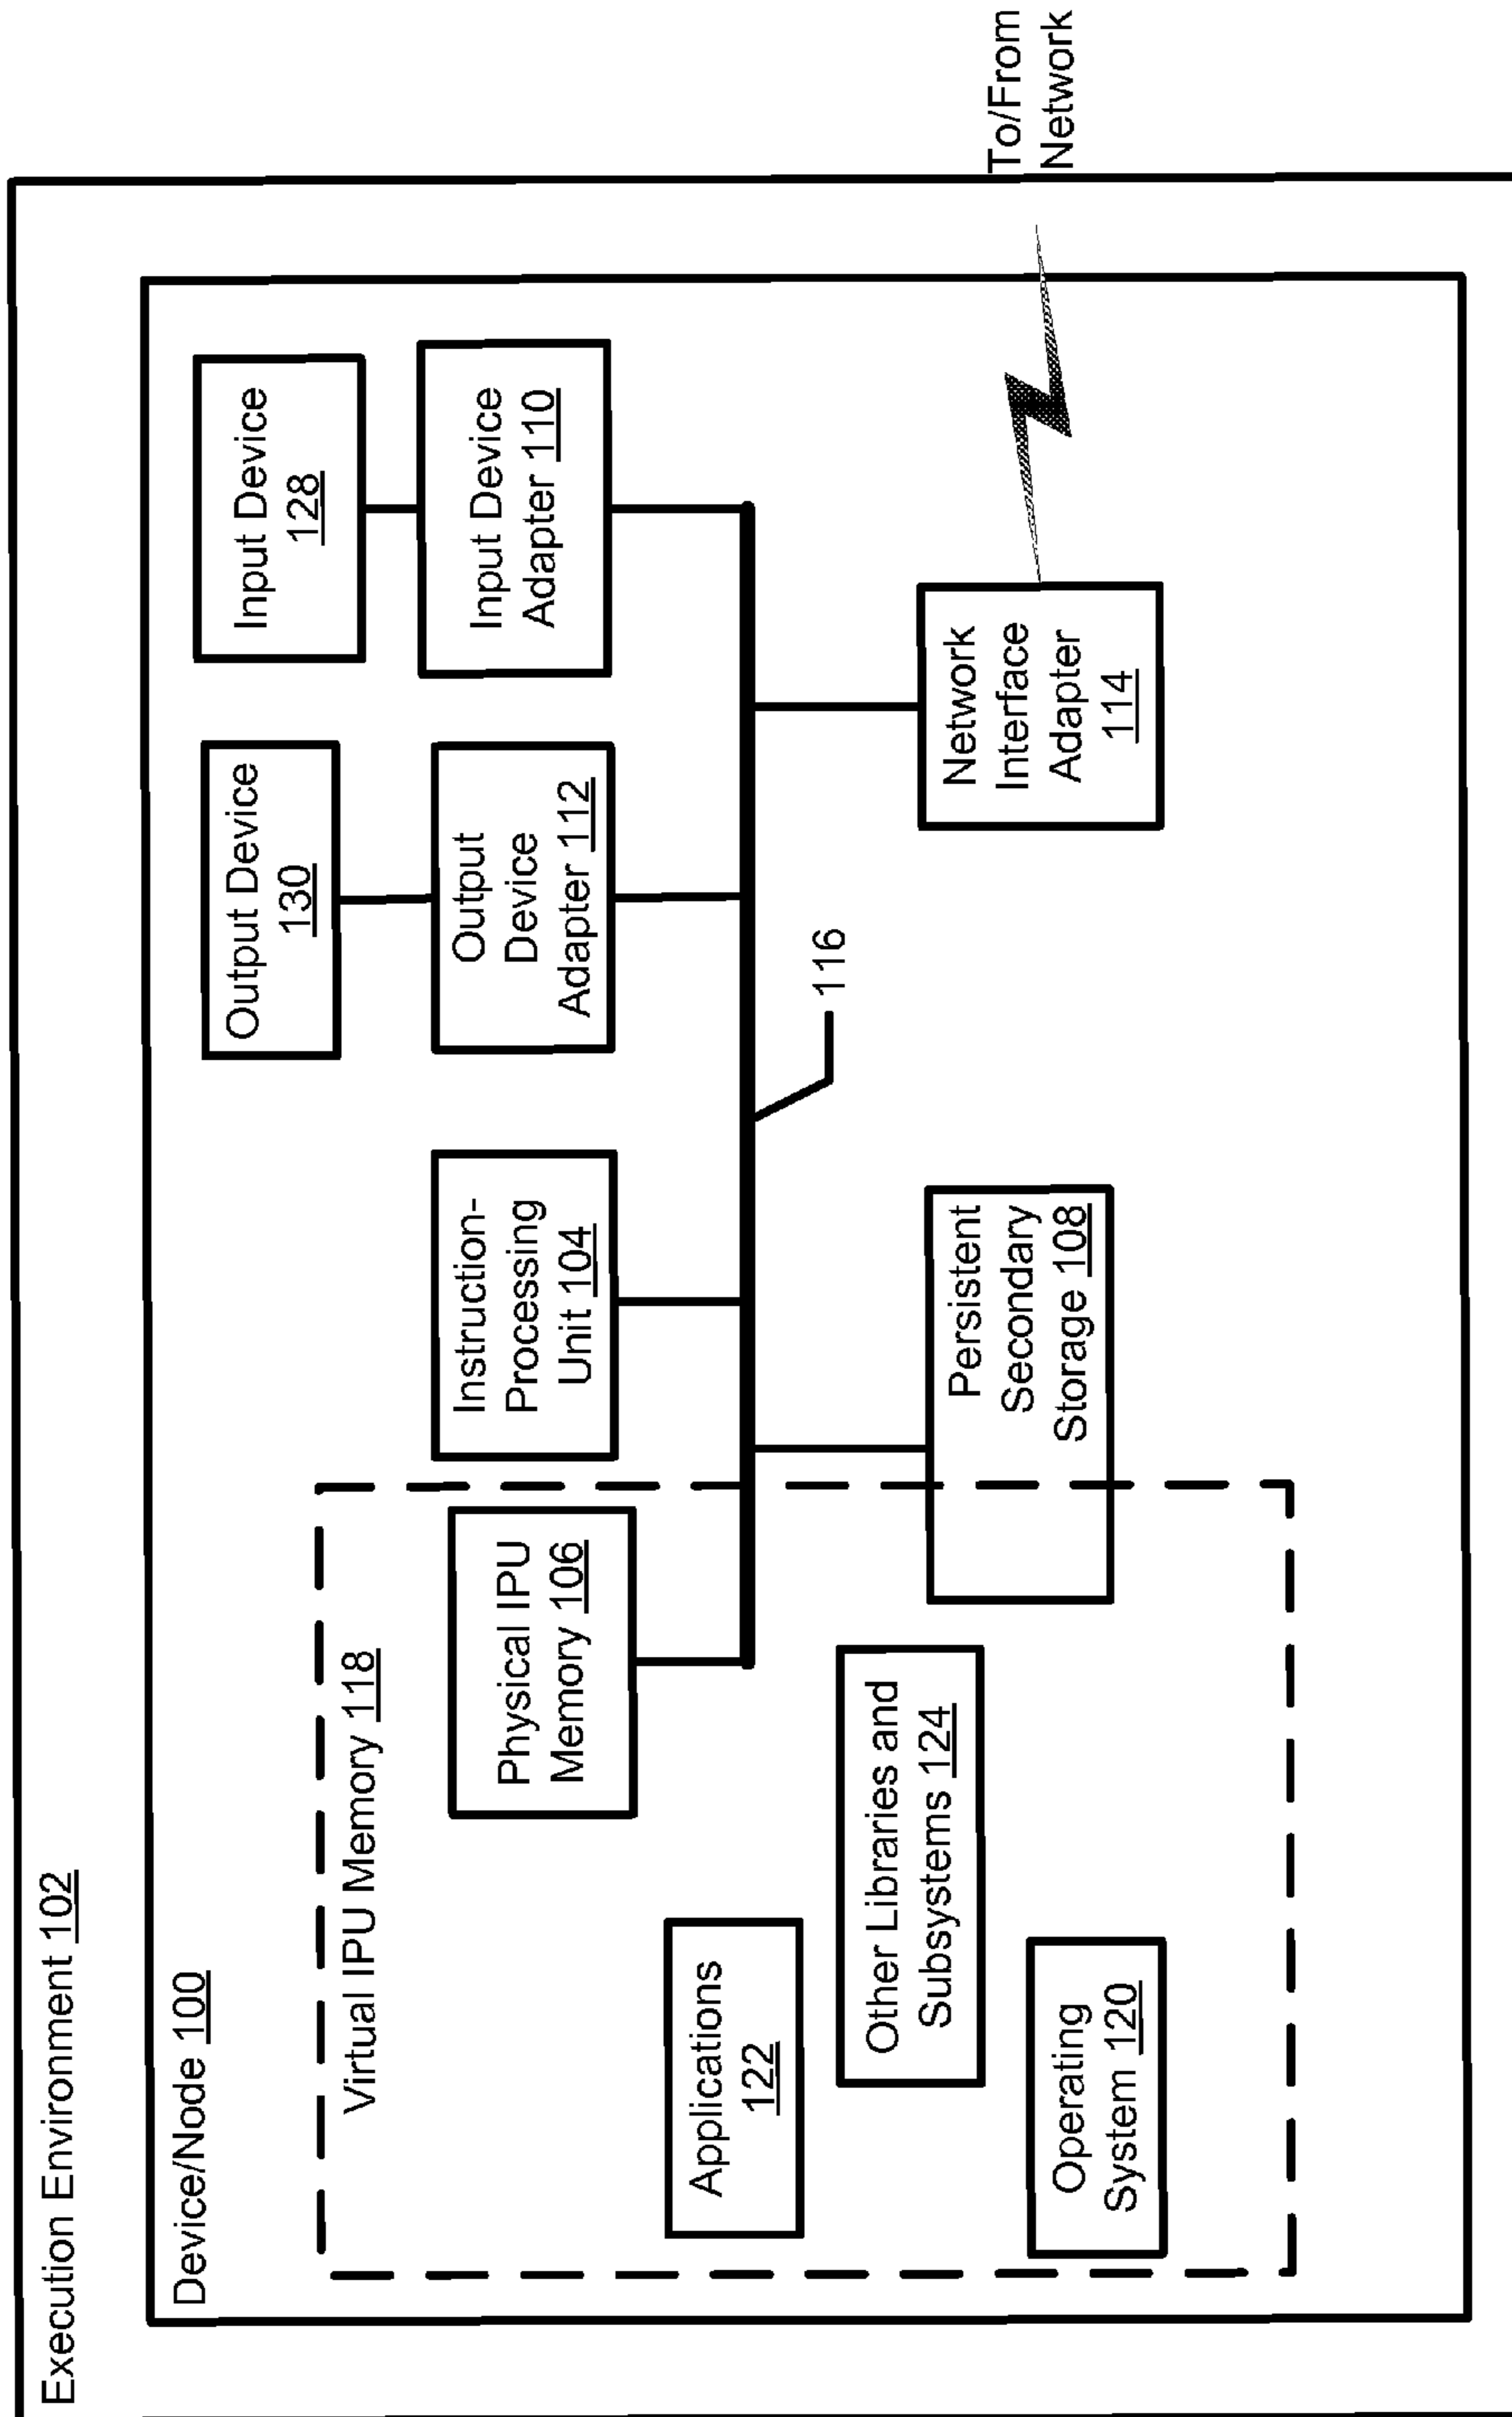 Execution Environment 102
Device/Node 100
Virtual IPU Memory 118
Output Device
130
Input Device
128
Physical IPU
Memory 106
Instruction-
Processing
Unit 104
Output
Device
Adapter 112
Input Device
Adapter 110
Applications
122
116
Other Libraries and
Subsystems 124
Persistent
Secondary
Storage 108
Network
Interface
Adapter
114
To/From
Network
Operating
System 120